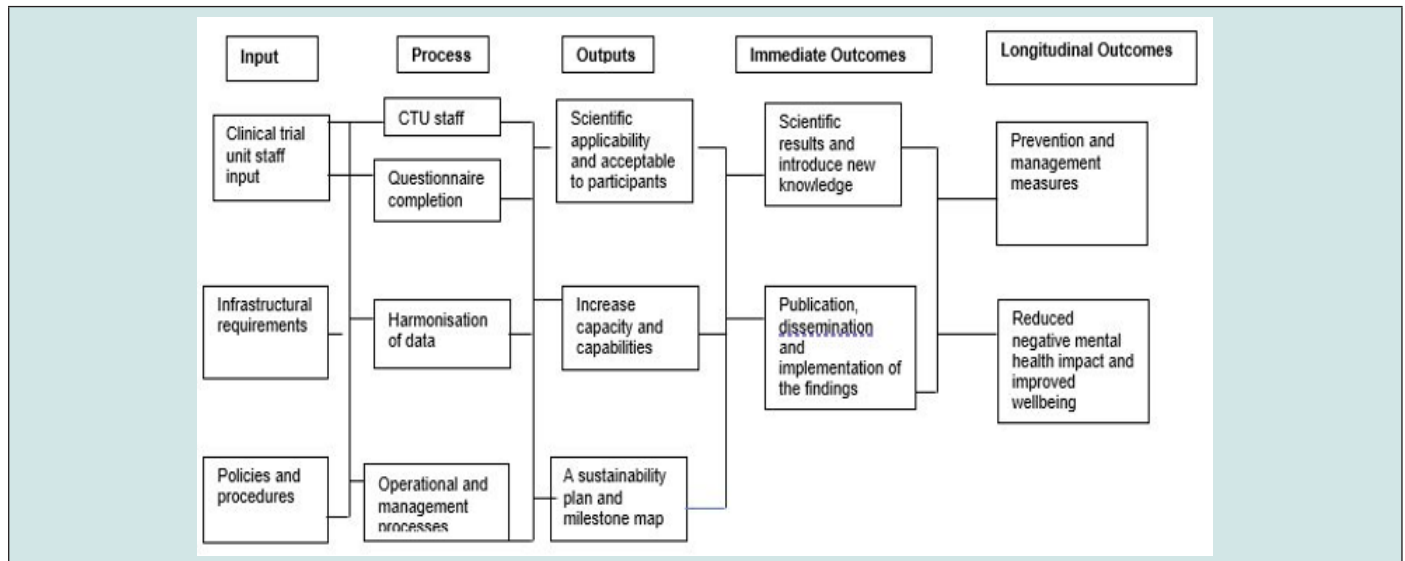 Input
Process
Outputs
Immediate Outcomes
Longitudinal Outcomes
Clinical trial
unit staff
input
Infrastructural
requirements
Policies and
procedures
CTU staff
Questionnaire
completion
Harmonisation
of data
Operational and
management
processes
Scientific
applicability
and acceptable
to participants
Increase
capacity and
capabilities
A sustainability
plan and
milestone map
Scientific
results and
introduce new
knowledge
Publication,
dissemination
and
implementation of
the findings
Prevention and
management
measures
Reduced
negative mental
health impact and
improved
wellbeing